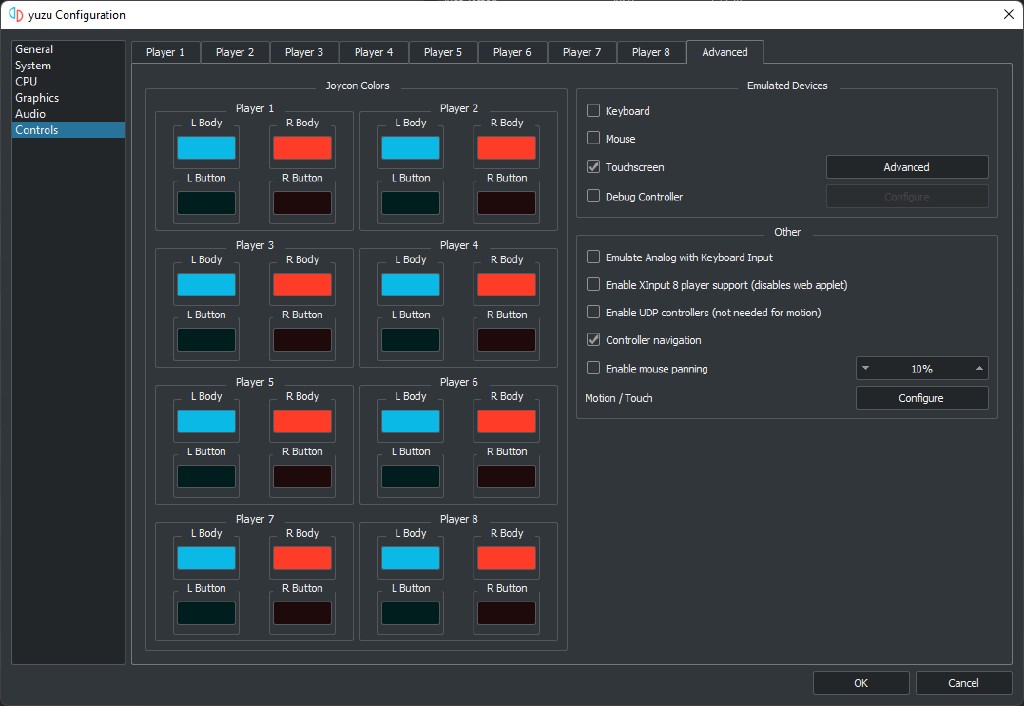 yuzu Configuration
General
System
CPU
Graphics
Audio
Controls
Player 1
Player 2
Player 3
Player 4
Player 5
Player 6
Player 7
Player 8
Advanced
Joycon Colors
Player 1
L Body
R Body
L Button
R Button
Player 2
L Body
R Body
L Button
R Button
Player 3
L Body
R Body
L Button
R Button
Player 4
L Body
R Body
L Button
R Button
Player 5
L Body
R Body
L Button
R Button
Player 6
L Body
R Body
L Button
R Button
Player 7
L Body
R Body
L Button
R Button
Player 8
L Body
R Body
L Button
R Button
Emulated Devices
Keyboard
Mouse
Touchscreen
Advanced
Debug Controller
Configure
Other
Emulate Analog with Keyboard Input
Enable XInput 8 player support (disables web applet)
Enable UDP controllers (not needed for motion)
Controller navigation
Enable mouse panning
10%
Motion / Touch
Configure
OK
Cancel